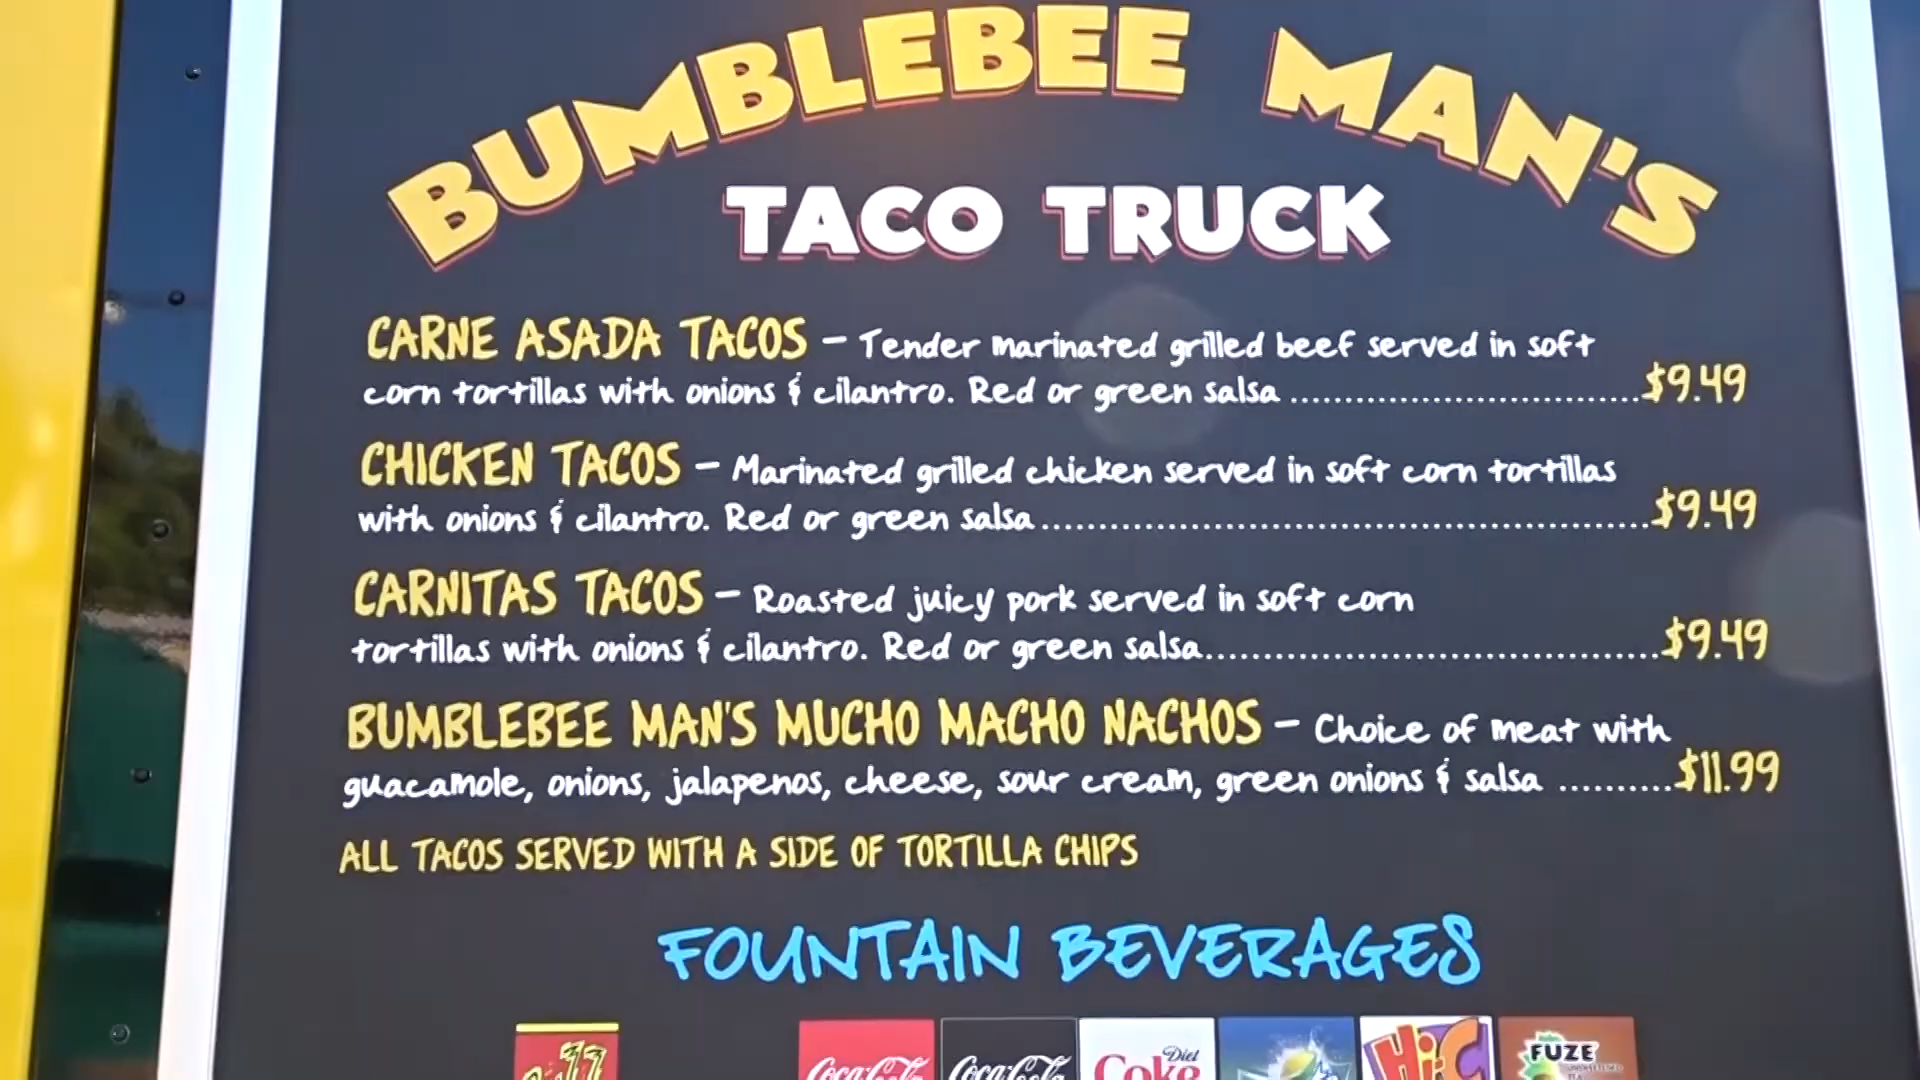 BUMBLEBEE MAN'S
TACO TRUCK
CARNE ASADA TACOS – Tender marinated grilled beef served in soft
corn tortillas with onions & cilantro. Red or green salsa ................................$9.49
CHICKEN TACOS – Marinated grilled chicken served in soft corn tortillas
with onions & cilantro. Red or green salsa........................................................$9.49
CARNITAS TACOS – Roasted juicy pork served in soft corn
tortillas with onions & cilantro. Red or green salsa..........................................$9.49
BUMBLEBEE MAN'S MUCHO MACHO NACHOS – Choice of meat with
guacamole, onions, jalapenos, cheese, sour cream, green onions & salsa ..........$11.99
ALL TACOS SERVED WITH A SIDE OF TORTILLA CHIPS
FOUNTAIN BEVERAGES
Coca-Cola
Coca-Cola
Diet
Coke
Hi-C
FUZE